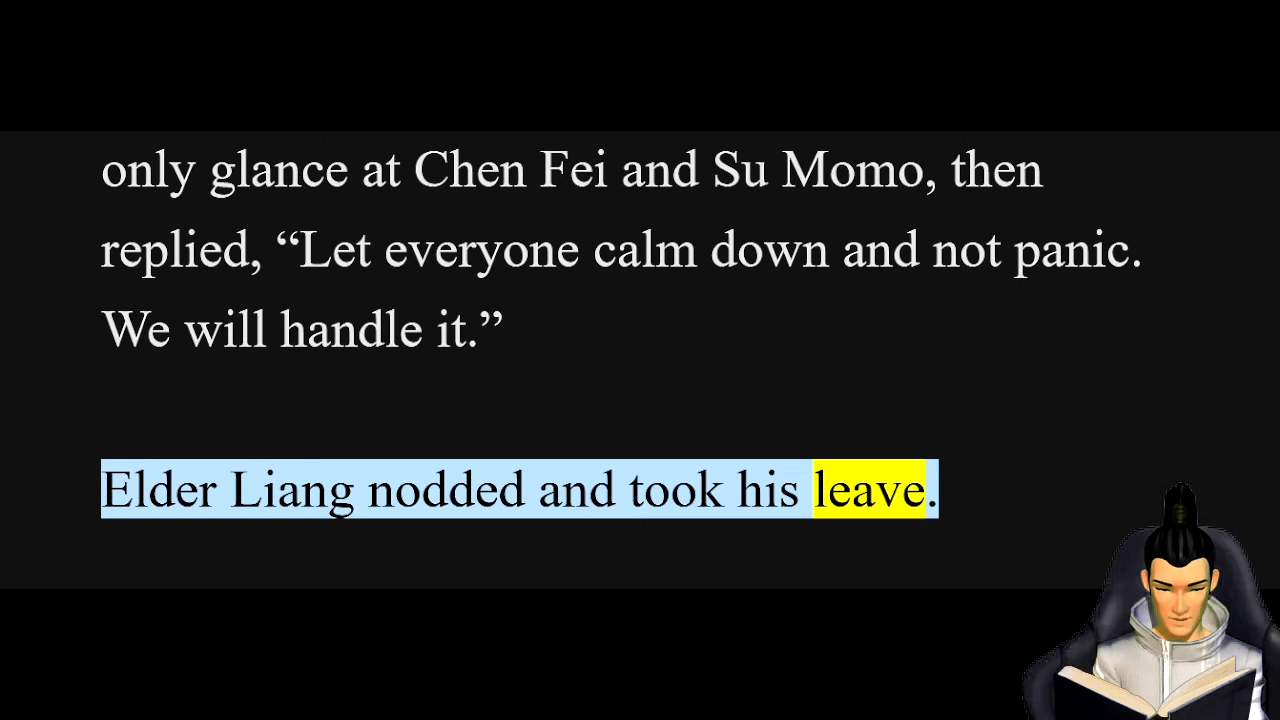 only glance at Chen Fei and Su Momo, then
replied, “Let everyone calm down and not panic.
We will handle it.”
Elder Liang nodded and took his leave.